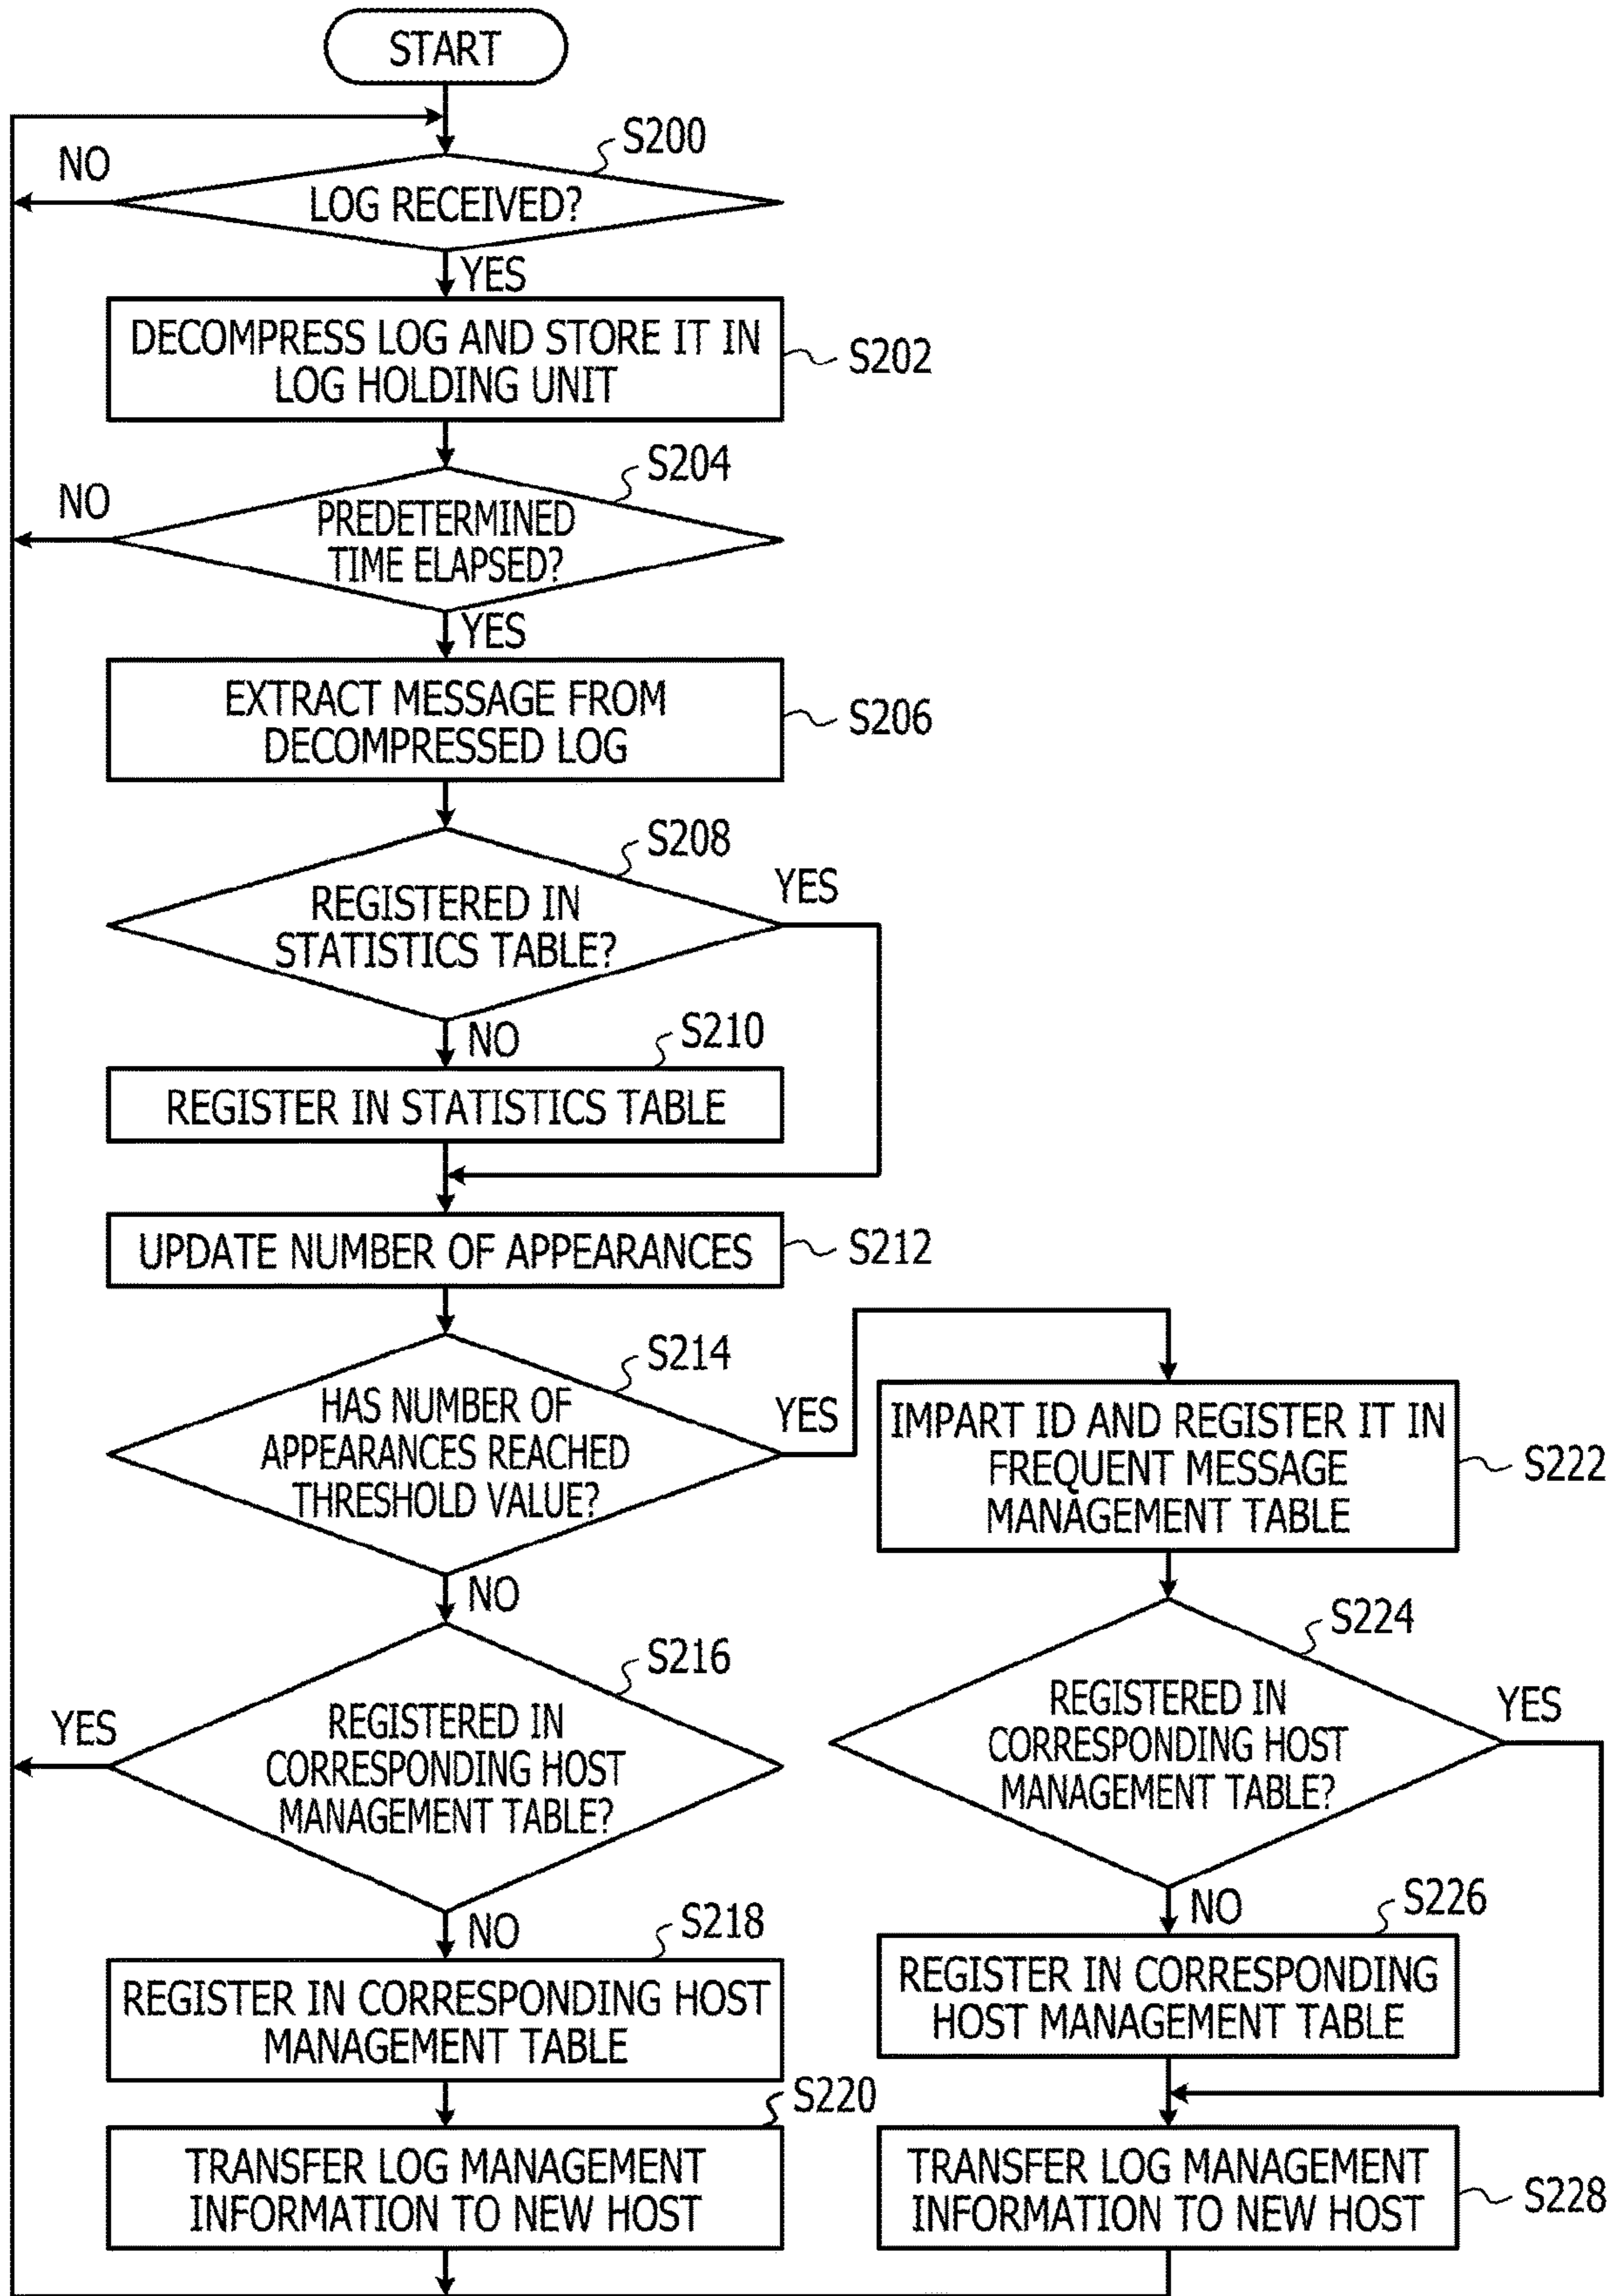 START
S200
NO
LOG RECEIVED?
YES
DECOMPRESS LOG AND STORE IT IN
LOG HOLDING UNIT
S202
S204
NO
PREDETERMINED
TIME ELAPSED?
YES
EXTRACT MESSAGE FROM
DECOMPRESSED LOG
S206
S208
REGISTERED IN
STATISTICS TABLE?
YES
NO
S210
REGISTER IN STATISTICS TABLE
UPDATE NUMBER OF APPEARANCES
S212
S214
HAS NUMBER OF
APPEARANCES REACHED
THRESHOLD VALUE?
YES
NO
IMPART ID AND REGISTER IT IN
FREQUENT MESSAGE
MANAGEMENT TABLE
S222
S216
YES
REGISTERED IN
CORRESPONDING HOST
MANAGEMENT TABLE?
NO
S218
REGISTER IN CORRESPONDING HOST
MANAGEMENT TABLE
S220
TRANSFER LOG MANAGEMENT
INFORMATION TO NEW HOST
S224
REGISTERED IN
CORRESPONDING HOST
MANAGEMENT TABLE?
YES
NO
S226
REGISTER IN CORRESPONDING
HOST MANAGEMENT TABLE
TRANSFER LOG MANAGEMENT
INFORMATION TO NEW HOST
S228